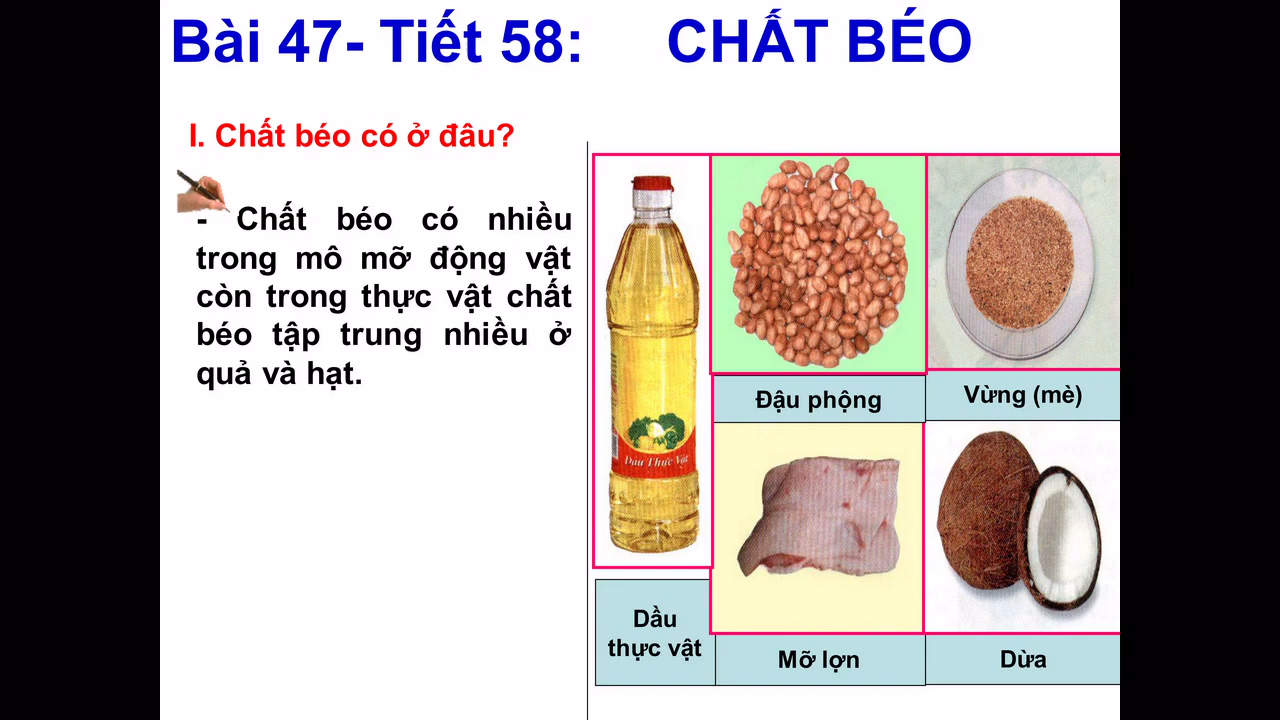 Bài 47- Tiết 58: CHẤT BÉO
I. Chất béo có ở đâu?
- Chất béo có nhiều
trong mô mỡ động vật
còn trong thực vật chất
béo tập trung nhiều ở
quả và hạt.
Dầu Thực Vật
Đậu phộng
Vừng (mè)
Dầu
thực vật
Mỡ lợn
Dừa